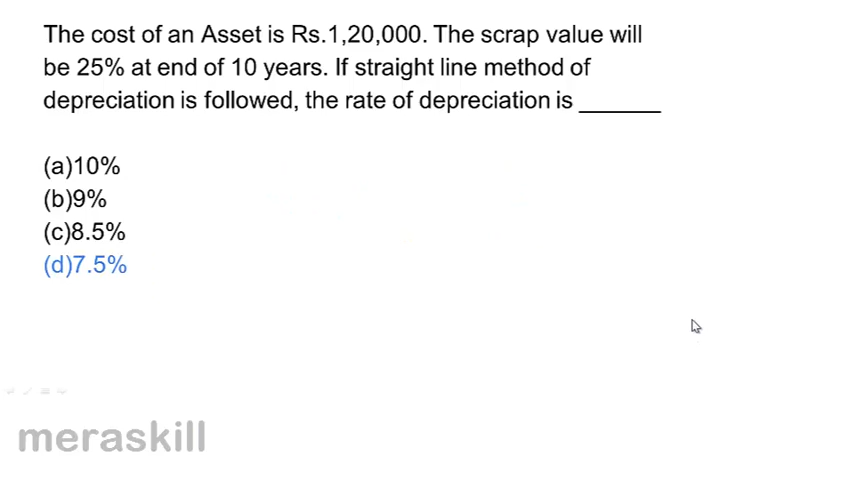 The cost of an Asset is Rs.1,20,000. The scrap value will
be 25% at end of 10 years. If straight line method of
depreciation is followed, the rate of depreciation is ______
(a)10%
(b)9%
(c)8.5%
(d)7.5%
meraskill